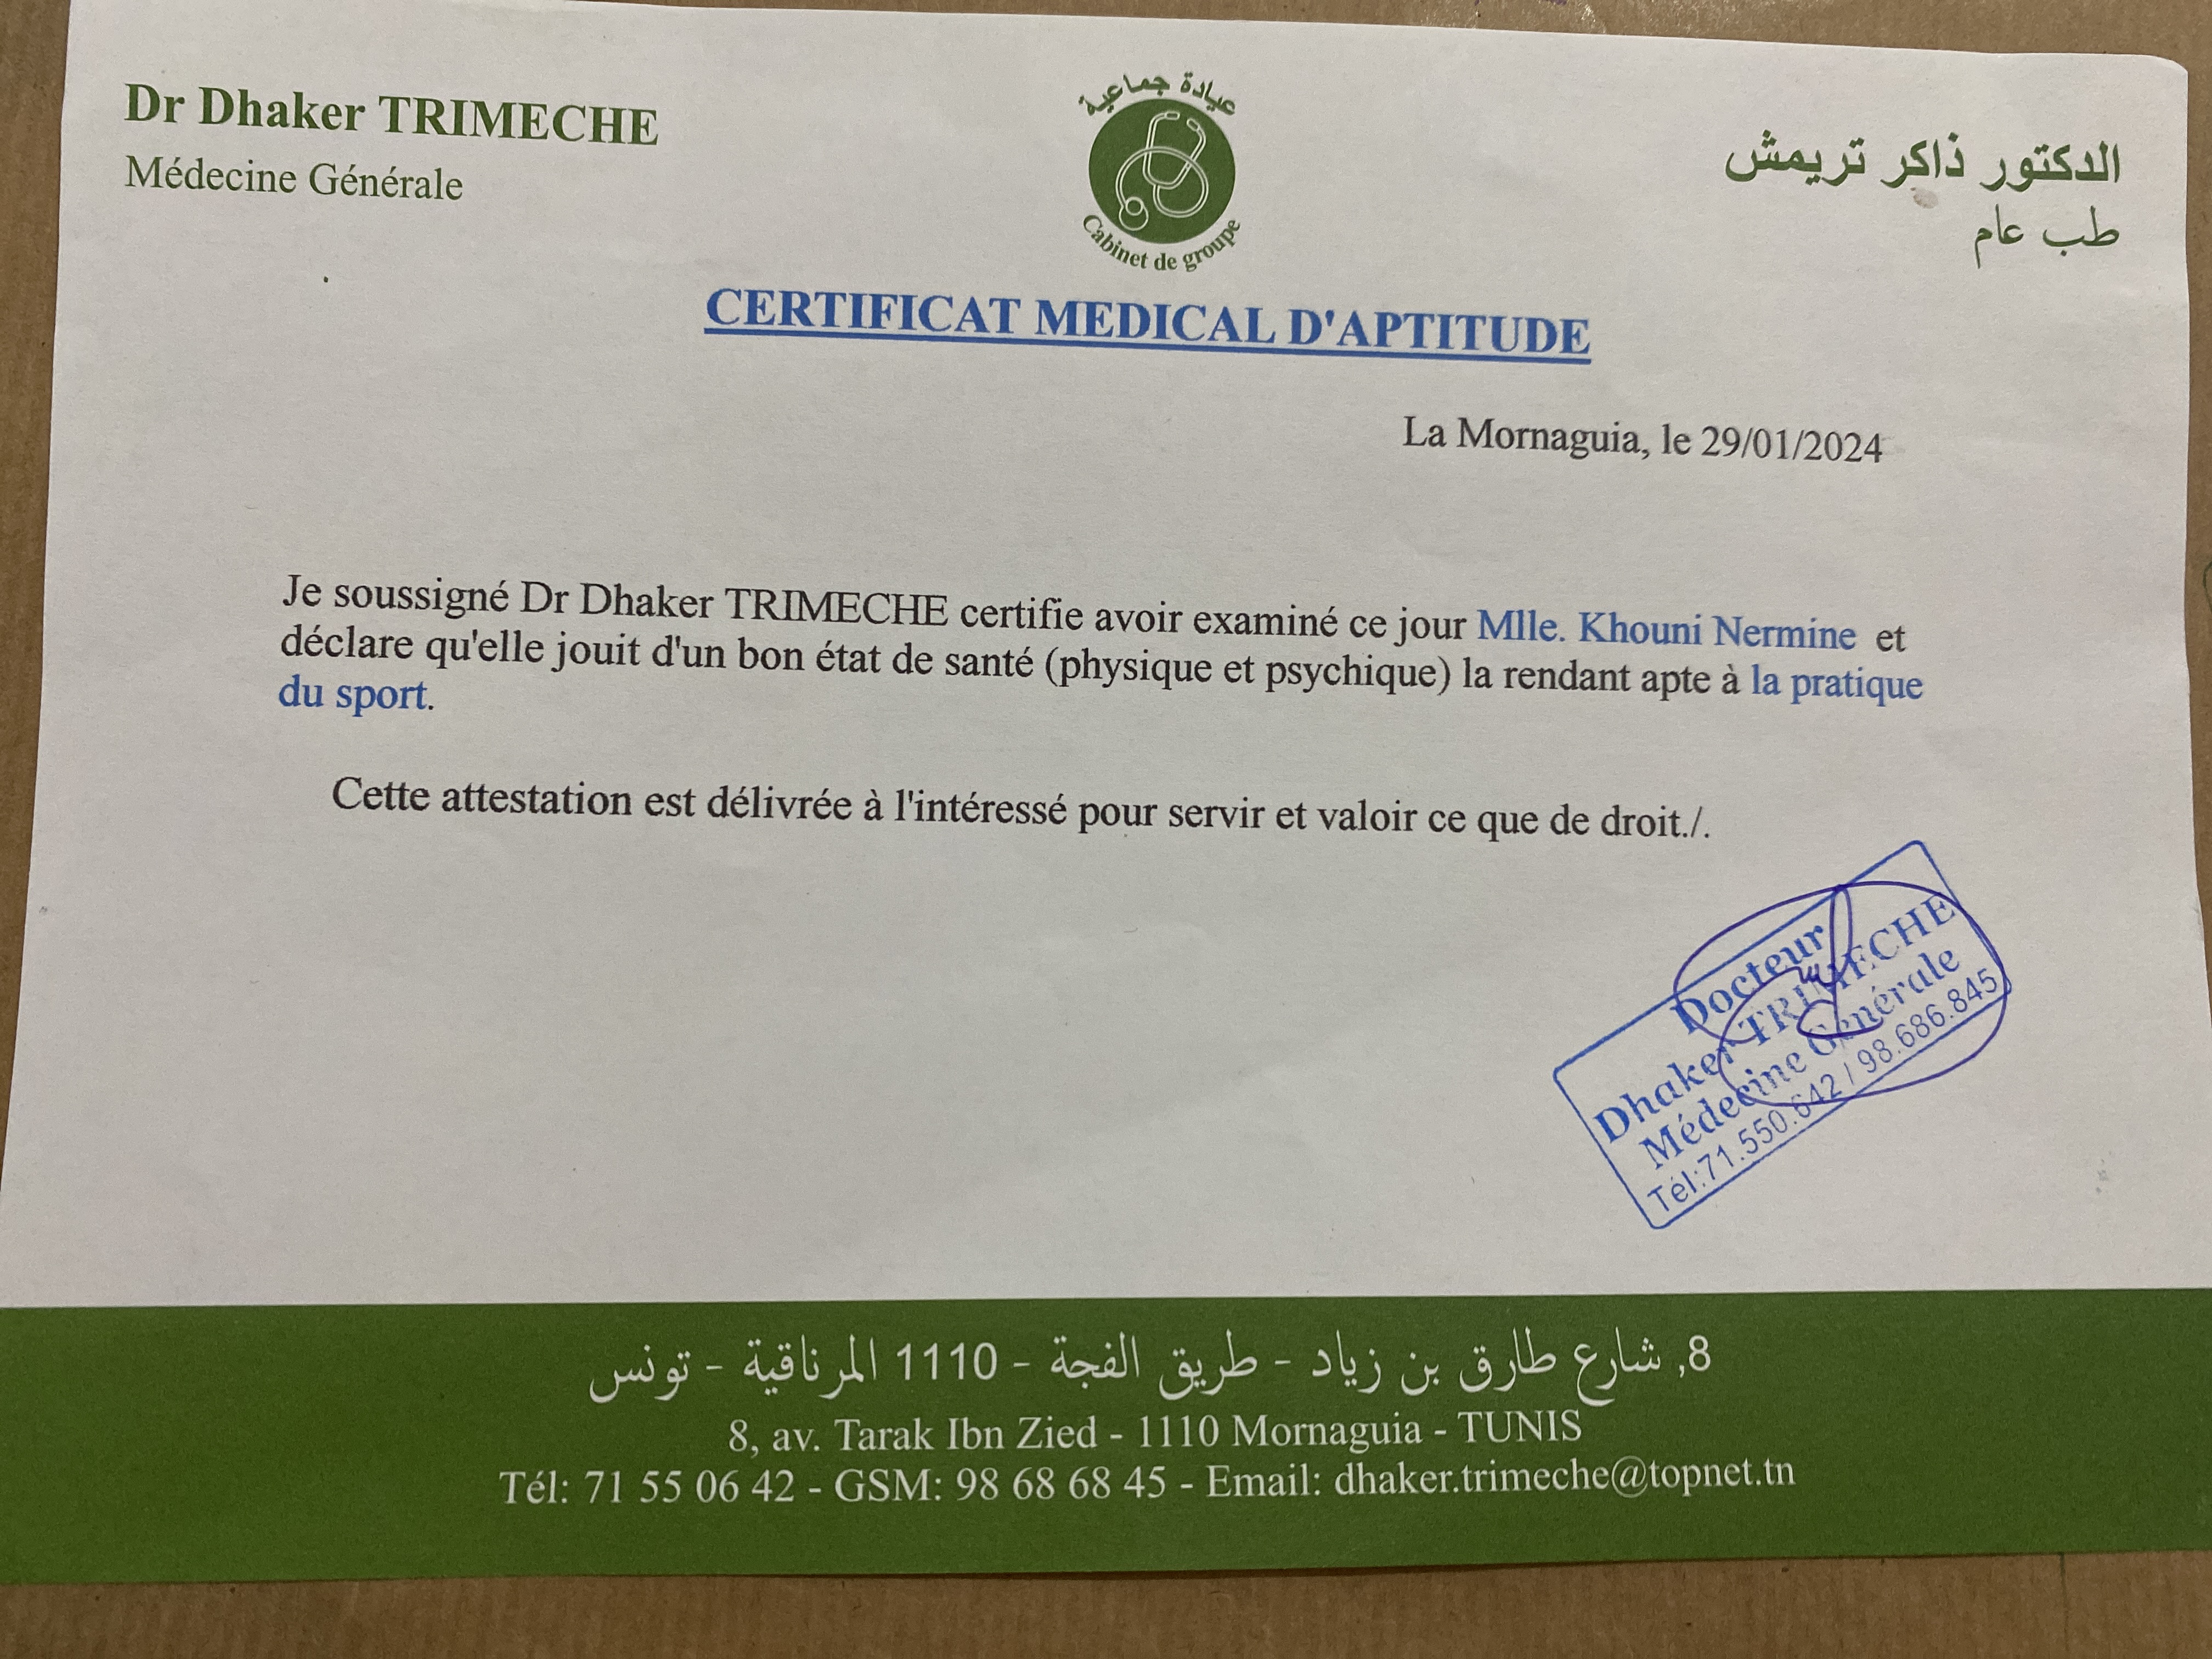 Dr Dhaker TRIMECHE
Médecine Générale
عيادة جماعية
Cabinet de groupe
الدكتور ذاكر تريمش
طب عام
CERTIFICAT MEDICAL D'APTITUDE
La Mornaguia, le 29/01/2024
Je soussigné Dr Dhaker TRIMECHE certifie avoir examiné ce jour Mlle. Khouni Nermine et
déclare qu'elle jouit d'un bon état de santé (physique et psychique) la rendant apte à la pratique
du sport.
Cette attestation est délivrée à l'intéressé pour servir et valoir ce que de droit./.
Docteur
Dhaker TRIMECHE
Médecine Générale
Tél:71.550.642 / 98.686.845
8, شارع طارق بن زياد - طريق الفجة - 1110 المرناقية - تونس
8, av. Tarak Ibn Zied - 1110 Mornaguia - TUNIS
Tél: 71 55 06 42 - GSM: 98 68 68 45 - Email: dhaker.trimeche@topnet.tn